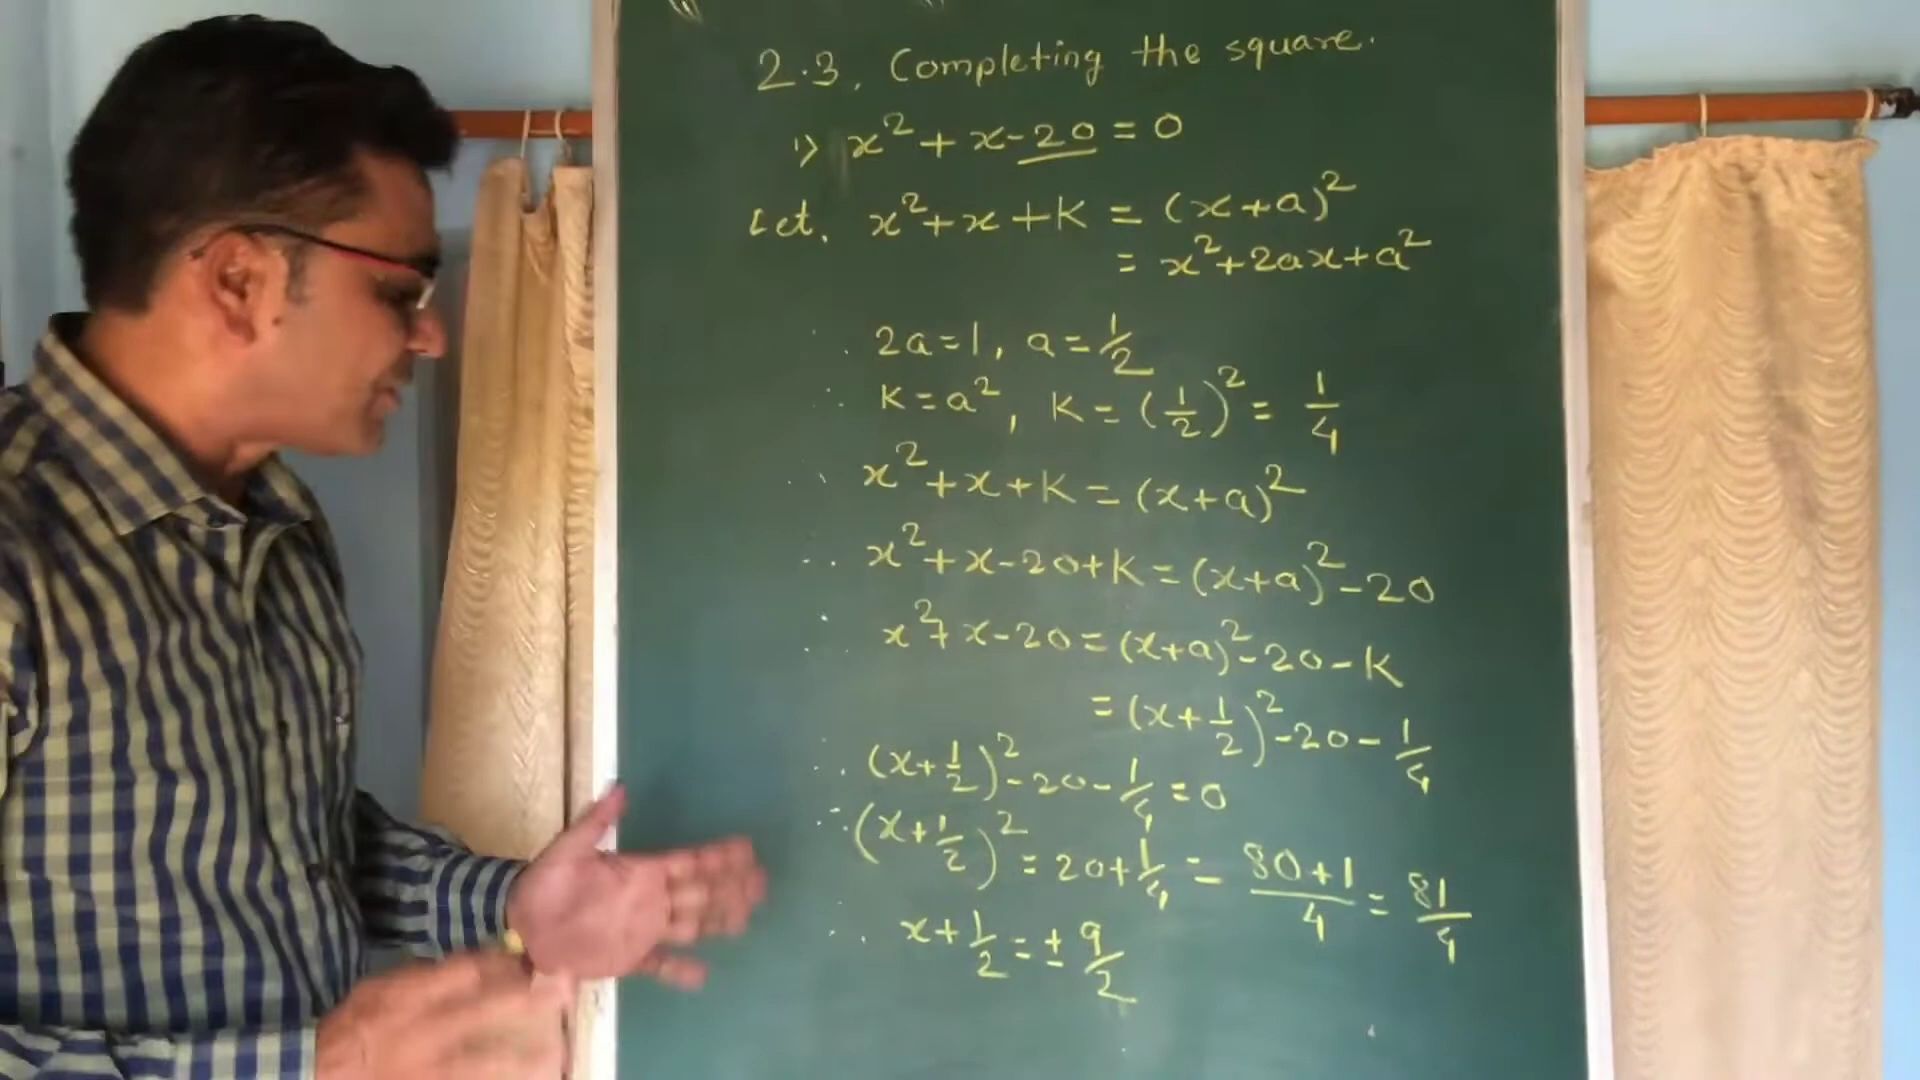 2.3, Completing the square.
1) x² + x - 20 = 0
Let, x² + x + K = (x + a)²
= x² + 2ax + a²
∴ 2a = 1, a = 1/2
∴ K = a², K = (1/2)² = 1/4
∴ x² + x + K = (x + a)²
∴ x² + x - 20 + K = (x + a)² - 20
∴ x² + x - 20 = (x + a)² - 20 - K
= (x + 1/2)² - 20 - 1/4
∴ (x + 1/2)² - 20 - 1/4 = 0
∴ (x + 1/2)² = 20 + 1/4 = (80 + 1)/4 = 81/4
∴ x + 1/2 = ± 9/2